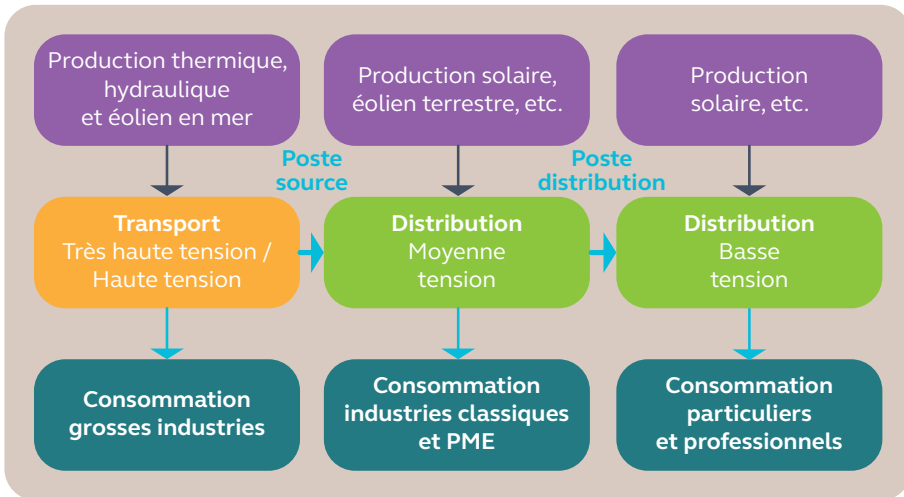 Production thermique,
hydraulique
et éolien en mer
Production solaire,
éolien terrestre, etc.
Production
solaire, etc.
Poste
source
Poste
distribution
Transport
Très haute tension /
Haute tension
Distribution
Moyenne
tension
Distribution
Basse
tension
Consommation
grosses industries
Consommation
industries classiques
et PME
Consommation
particuliers
et professionnels